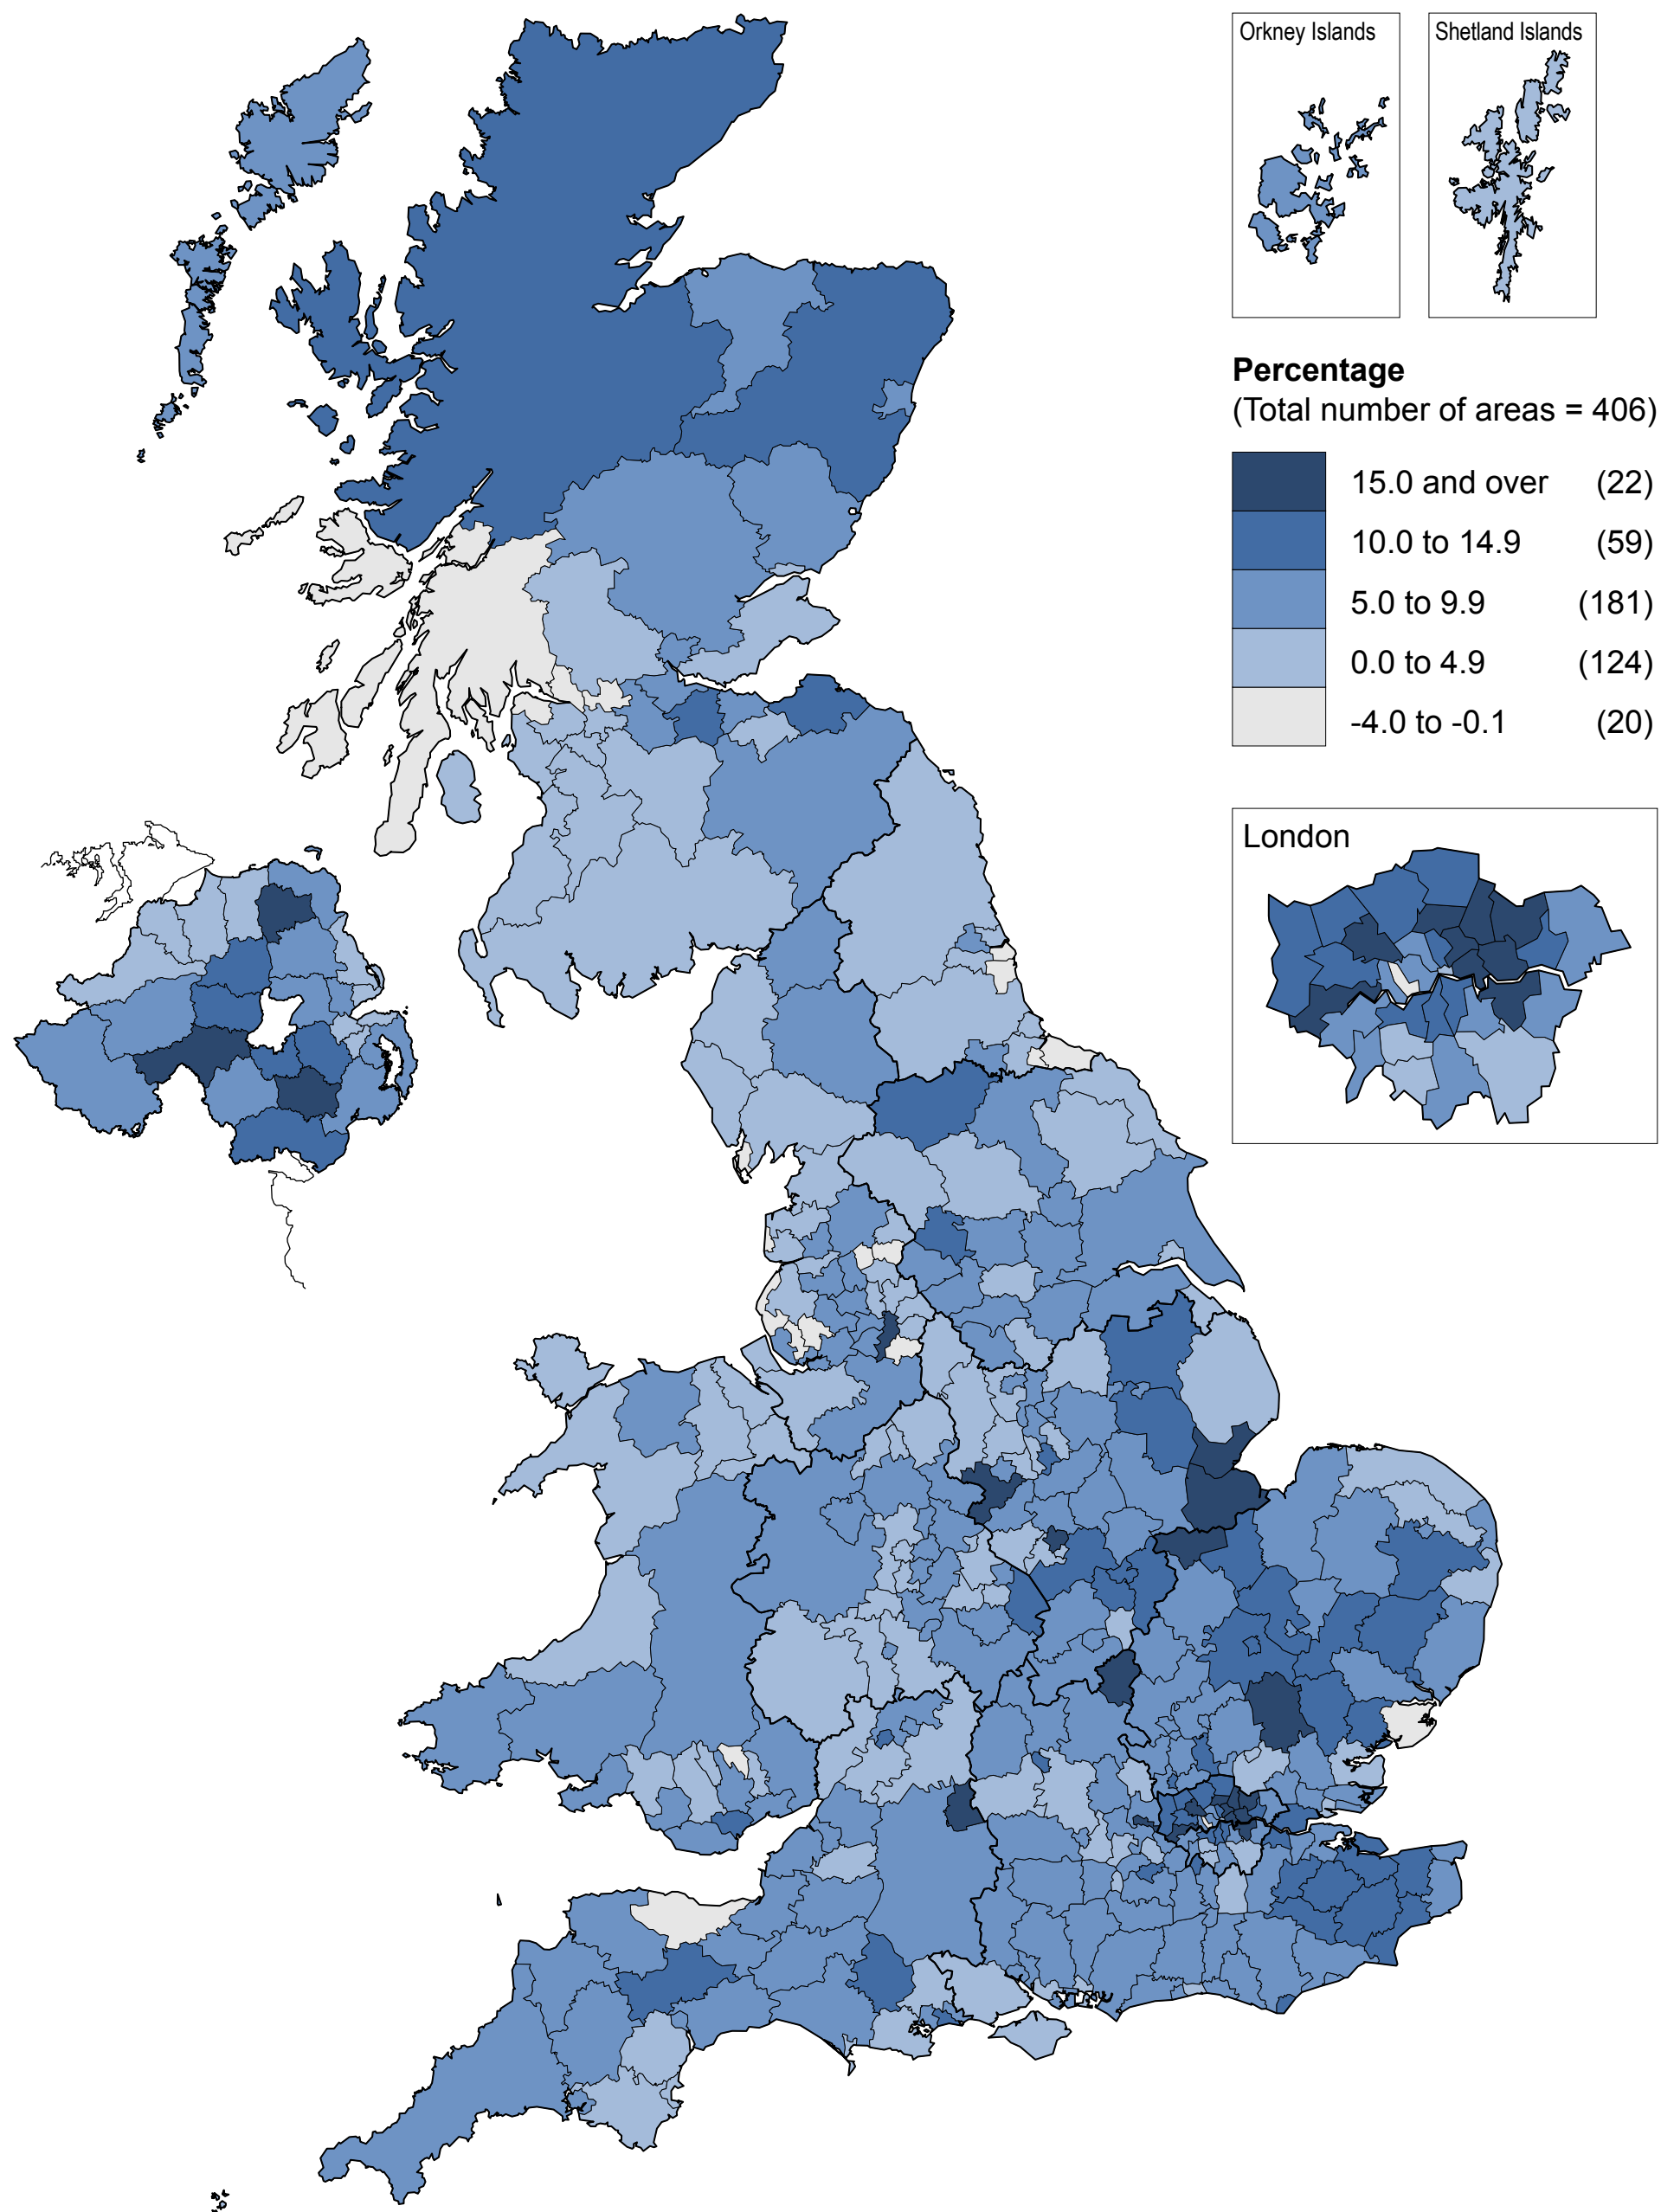 Orkney Islands
Shetland Islands
Percentage
(Total number of areas = 406)
15.0 and over (22)
10.0 to 14.9 (59)
5.0 to 9.9 (181)
0.0 to 4.9 (124)
-4.0 to -0.1 (20)
London